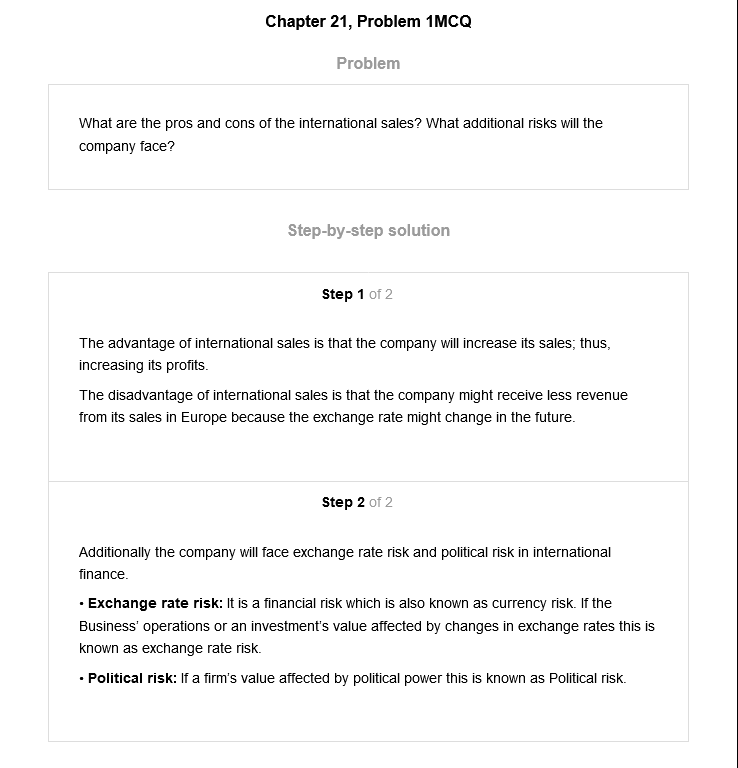 Chapter 21, Problem 1MCQ
Problem
What are the pros and cons of the international sales? What additional risks will the
company face?
Step-by-step solution
Step 1 of 2
The advantage of international sales is that the company will increase its sales; thus,
increasing its profits.
The disadvantage of international sales is that the company might receive less revenue
from its sales in Europe because the exchange rate might change in the future.
Step 2 of 2
Additionally the company will face exchange rate risk and political risk in international
finance.
• Exchange rate risk: It is a financial risk which is also known as currency risk. If the
Business’ operations or an investment’s value affected by changes in exchange rates this is
known as exchange rate risk.
• Political risk: If a firm’s value affected by political power this is known as Political risk.